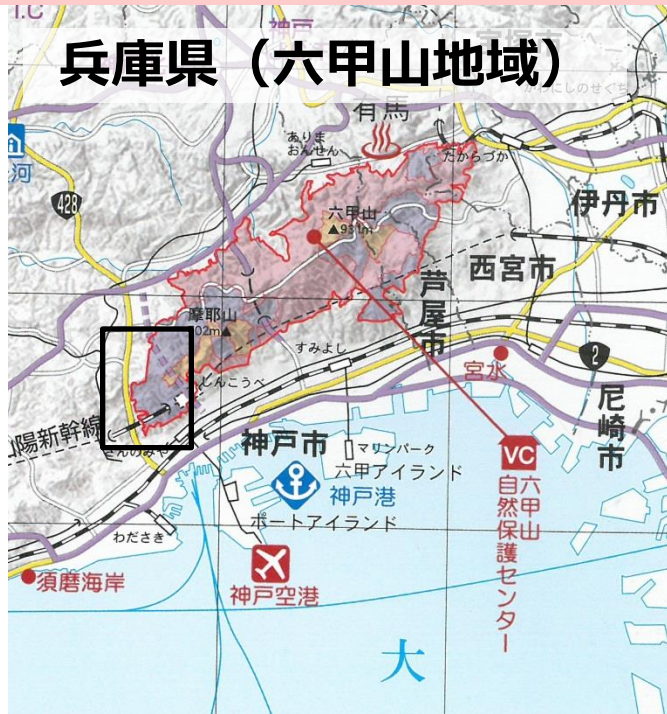 I.C
兵庫県（六甲山地域）
有馬
ありま
おんせん
たからづか
河
428
伊丹市
六甲山
▲931m
西宮市
芦屋市
摩耶山
02m▲
すみよし
2
宮水
しんこうべ
陽新幹線
さんのみや
尼崎市
神戸市
マリンパーク
六甲アイランド
VC
神戸港
六甲山
自然保護センター
ポートアイランド
わださき
須磨海岸
神戸空港
大